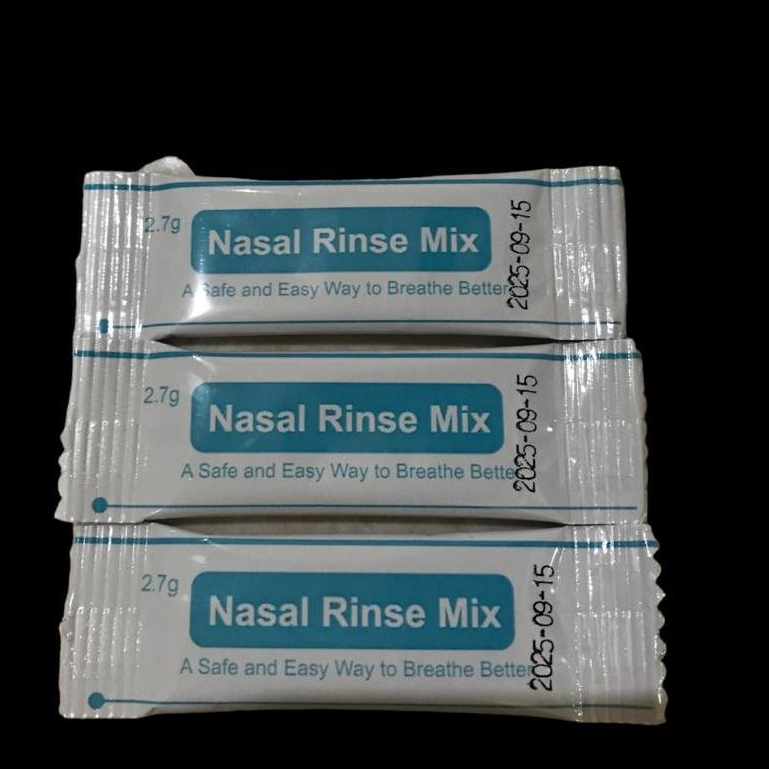 2.7g
Nasal Rinse Mix
A Safe and Easy Way to Breathe Better
2025-09-15
2.7g
Nasal Rinse Mix
A Safe and Easy Way to Breathe Better
2025-09-15
2.7g
Nasal Rinse Mix
A Safe and Easy Way to Breathe Better
2025-09-15